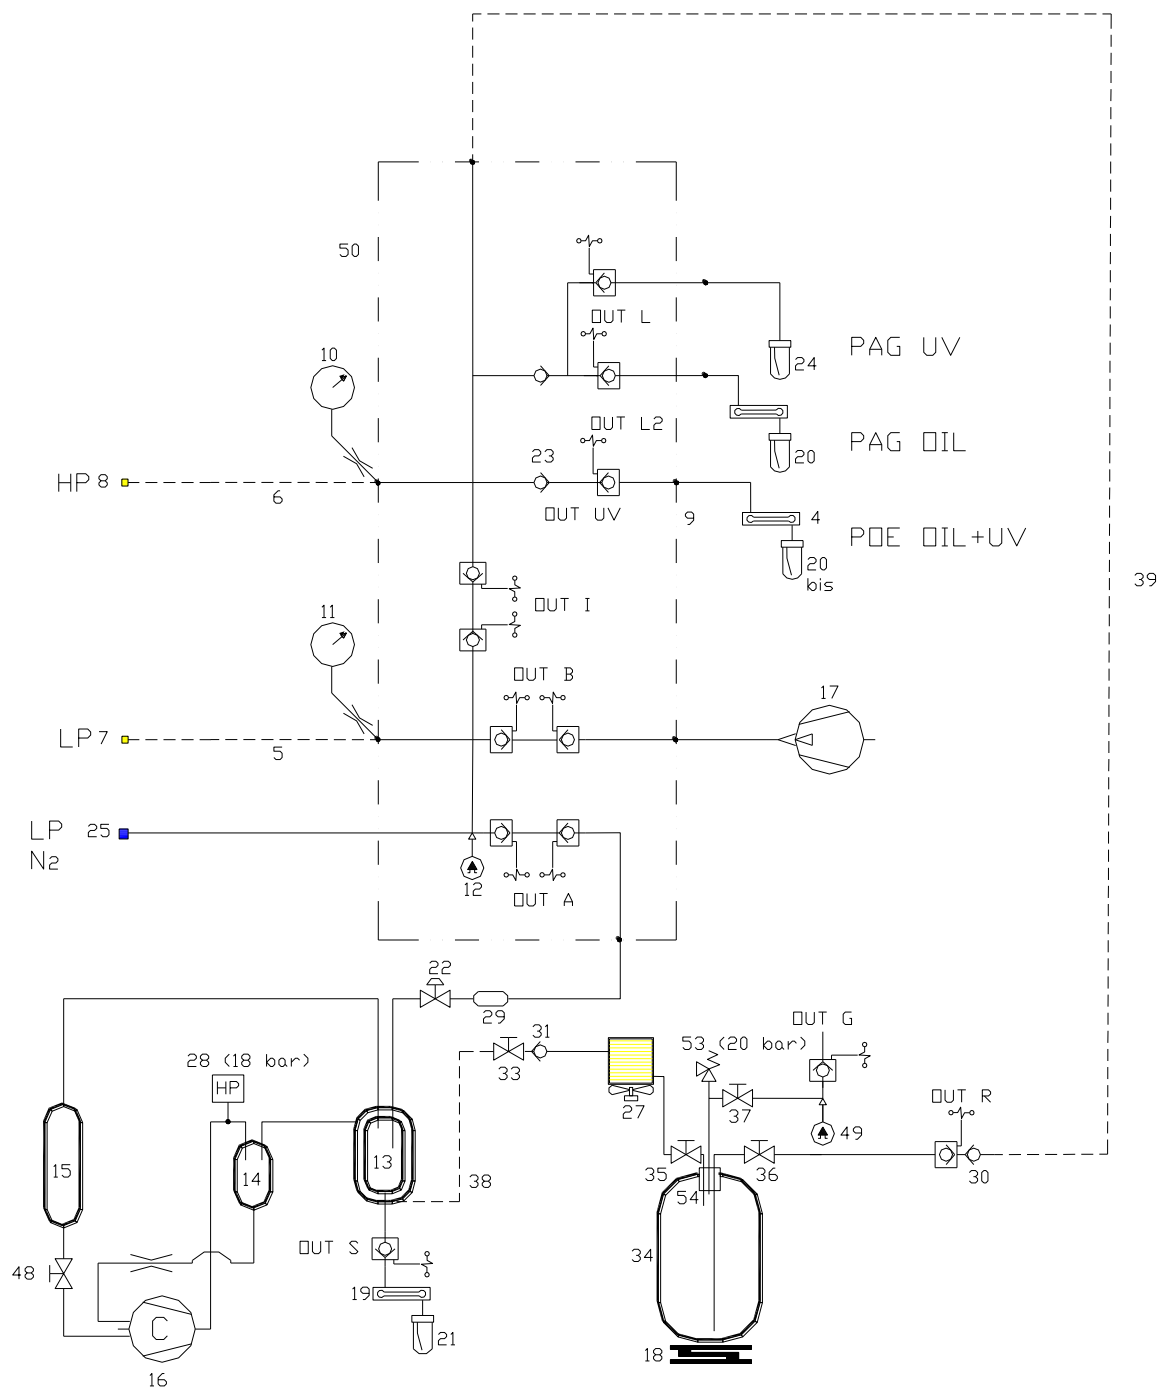 50
OUT L
10
24
PAG UV
OUT L2
20
PAG OIL
HP 8
6
23
OUT UV
9
4
POE OIL+UV
20
bis
39
OUT I
11
OUT B
17
LP 7
5
LP 25
N2
12
OUT A
22
29
31
OUT G
53 (20 bar)
28 (18 bar)
HP
33
27
37
49
OUT R
15
14
13
38
35
54
36
30
OUT S
34
48
19
21
C
16
18